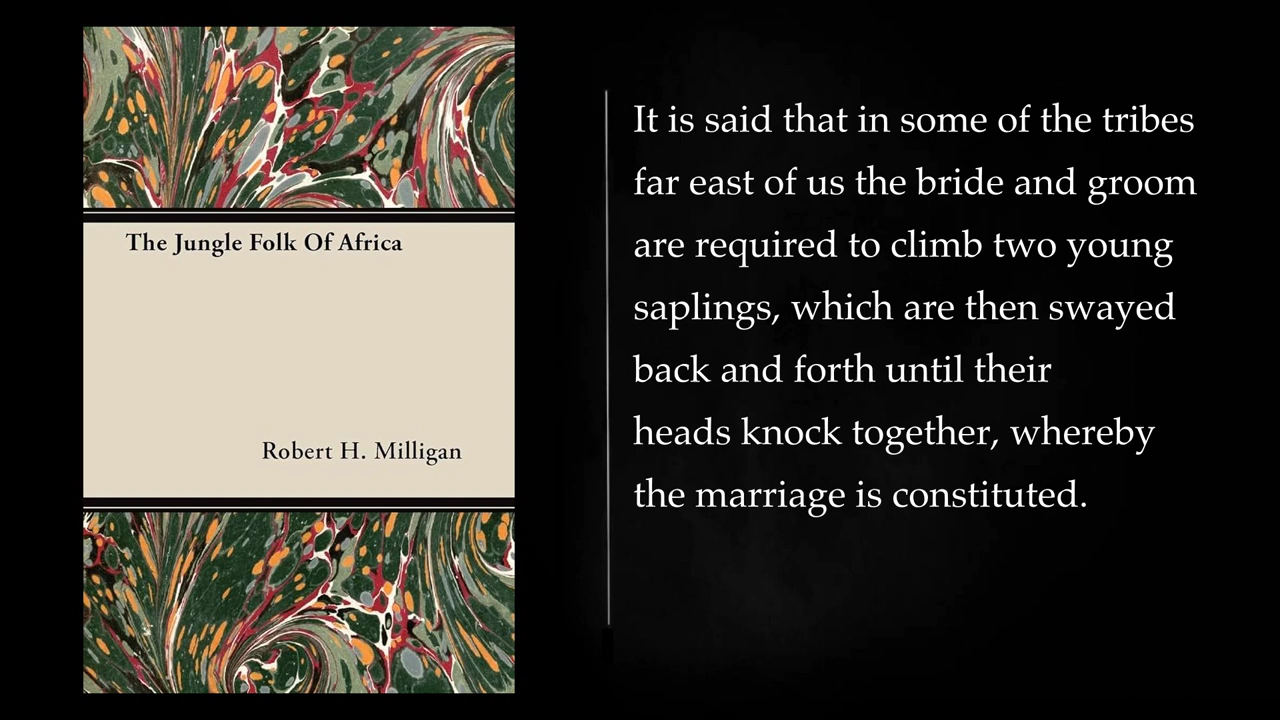 The Jungle Folk Of Africa
Robert H. Milligan
It is said that in some of the tribes
far east of us the bride and groom
are required to climb two young
saplings, which are then swayed
back and forth until their
heads knock together, whereby
the marriage is constituted.